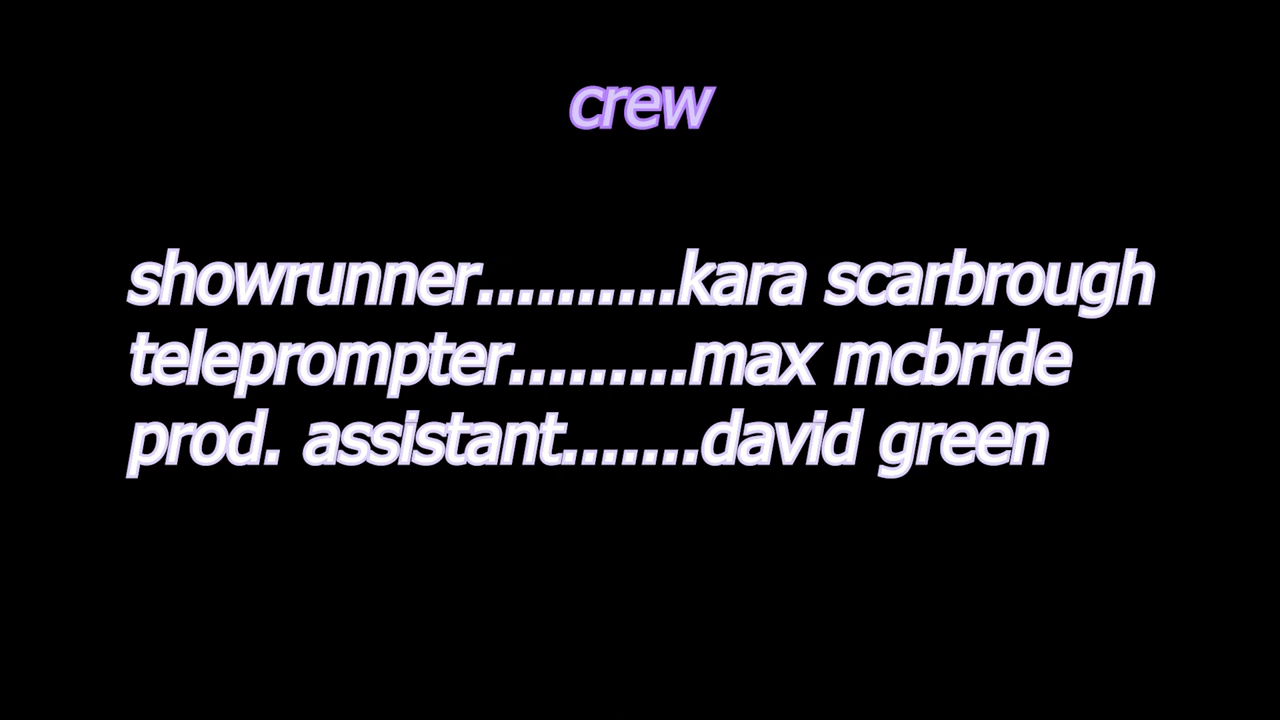 crew
showrunner..........kara scarbrough
teleprompter.........max mcbride
prod. assistant.......david green